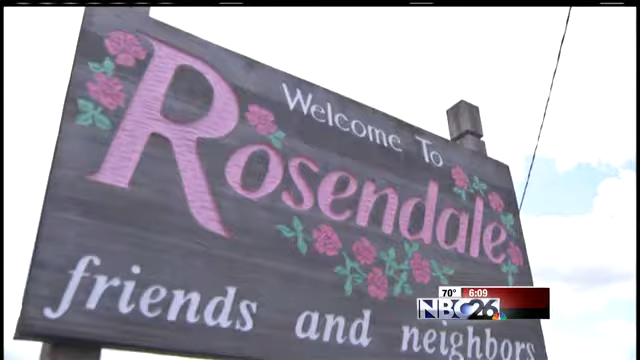 Welcome To
Rosendale
friends and neighbors
70° 6:09
NBC26